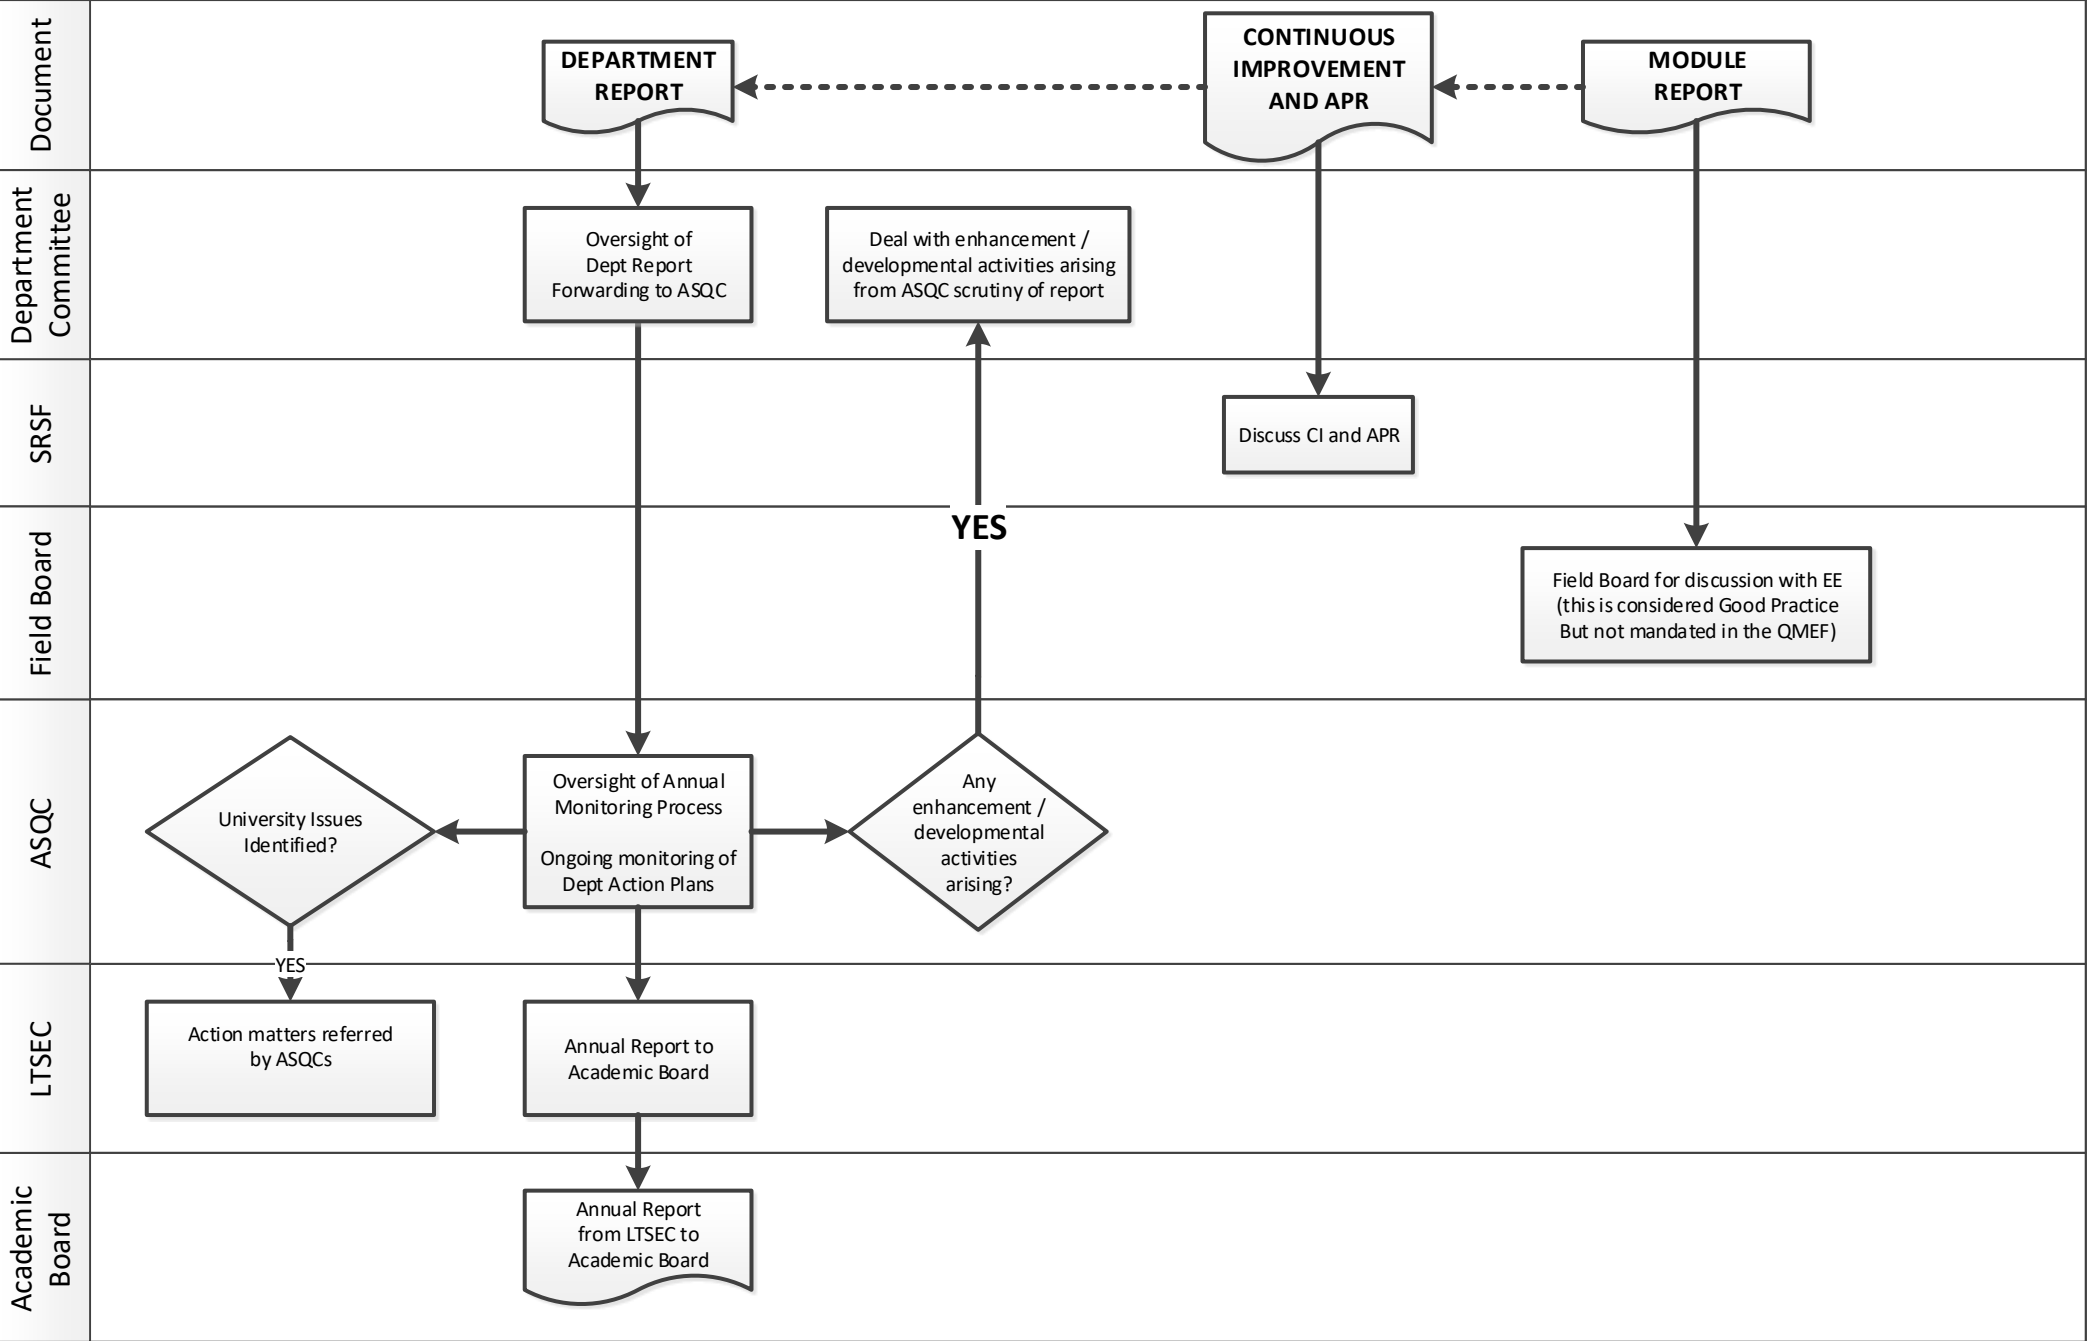 Document
DEPARTMENT
REPORT
CONTINUOUS
IMPROVEMENT
AND APR
MODULE
REPORT
Department
Committee
Oversight of
Dept Report
Forwarding to ASQC
Deal with enhancement /
developmental activities arising
from ASQC scrutiny of report
SRSF
Discuss CI and APR
YES
Field Board
Field Board for discussion with EE
(this is considered Good Practice
But not mandated in the QMEF)
ASQC
University Issues
Identified?
Oversight of Annual
Monitoring Process
Ongoing monitoring of
Dept Action Plans
Any
enhancement /
developmental
activities
arising?
YES
LTSEC
Action matters referred
by ASQCs
Annual Report to
Academic Board
Academic
Board
Annual Report
from LTSEC to
Academic Board